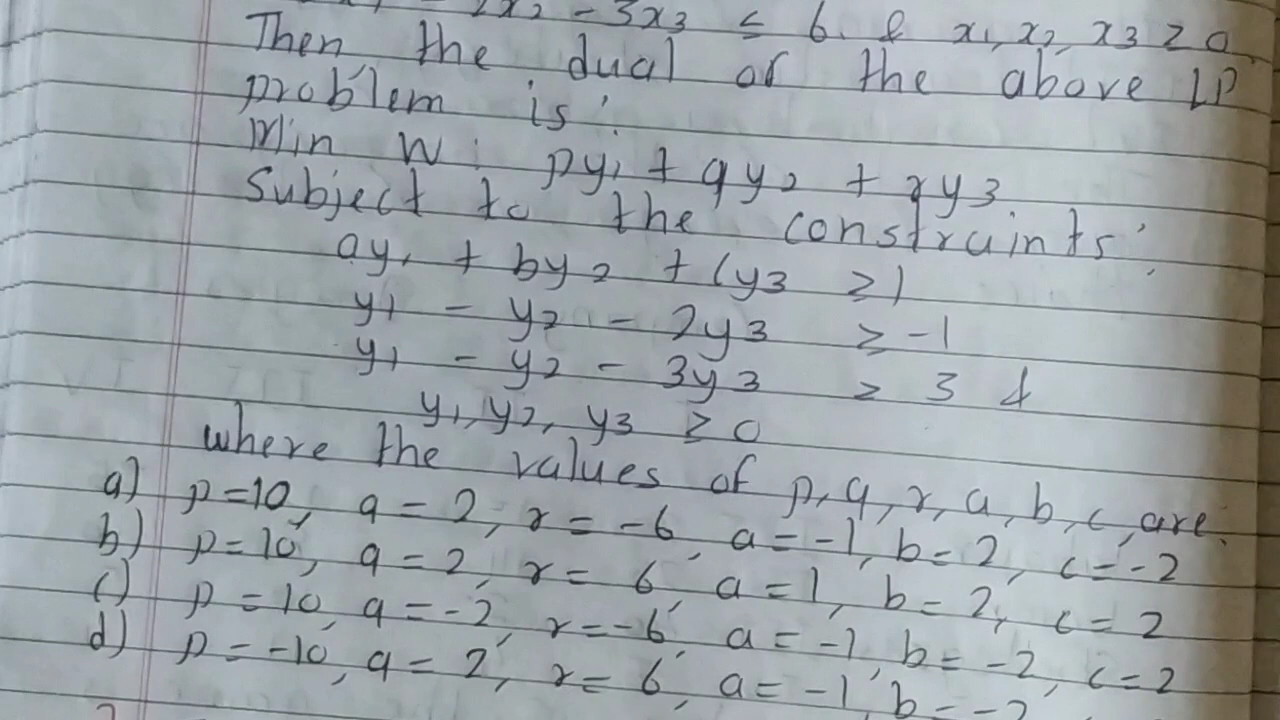 - 2x2 - 3x3 ≤ 6. & x1, x2, x3 ≥ 0.
Then the dual of the above LP
problem is:
Min W: py1 + qy2 + ry3
Subject to the constraints:
ay1 + by2 + cy3 ≥ 1
y1 - y2 - 2y3 ≥ -1
y1 - y2 - 3y3 ≥ 3 &
y1, y2, y3 ≥ 0
where the values of p, q, r, a, b, c, are.
a) p=10, q=2, r=-6, a=-1, b=2, c=-2
b) p=10, q=2, r=6, a=1, b=2, c=2
c) p=10, q=-2, r=-6, a=-1, b=-2, c=2
d) p=-10, q=2, r=6, a=-1, b=-2